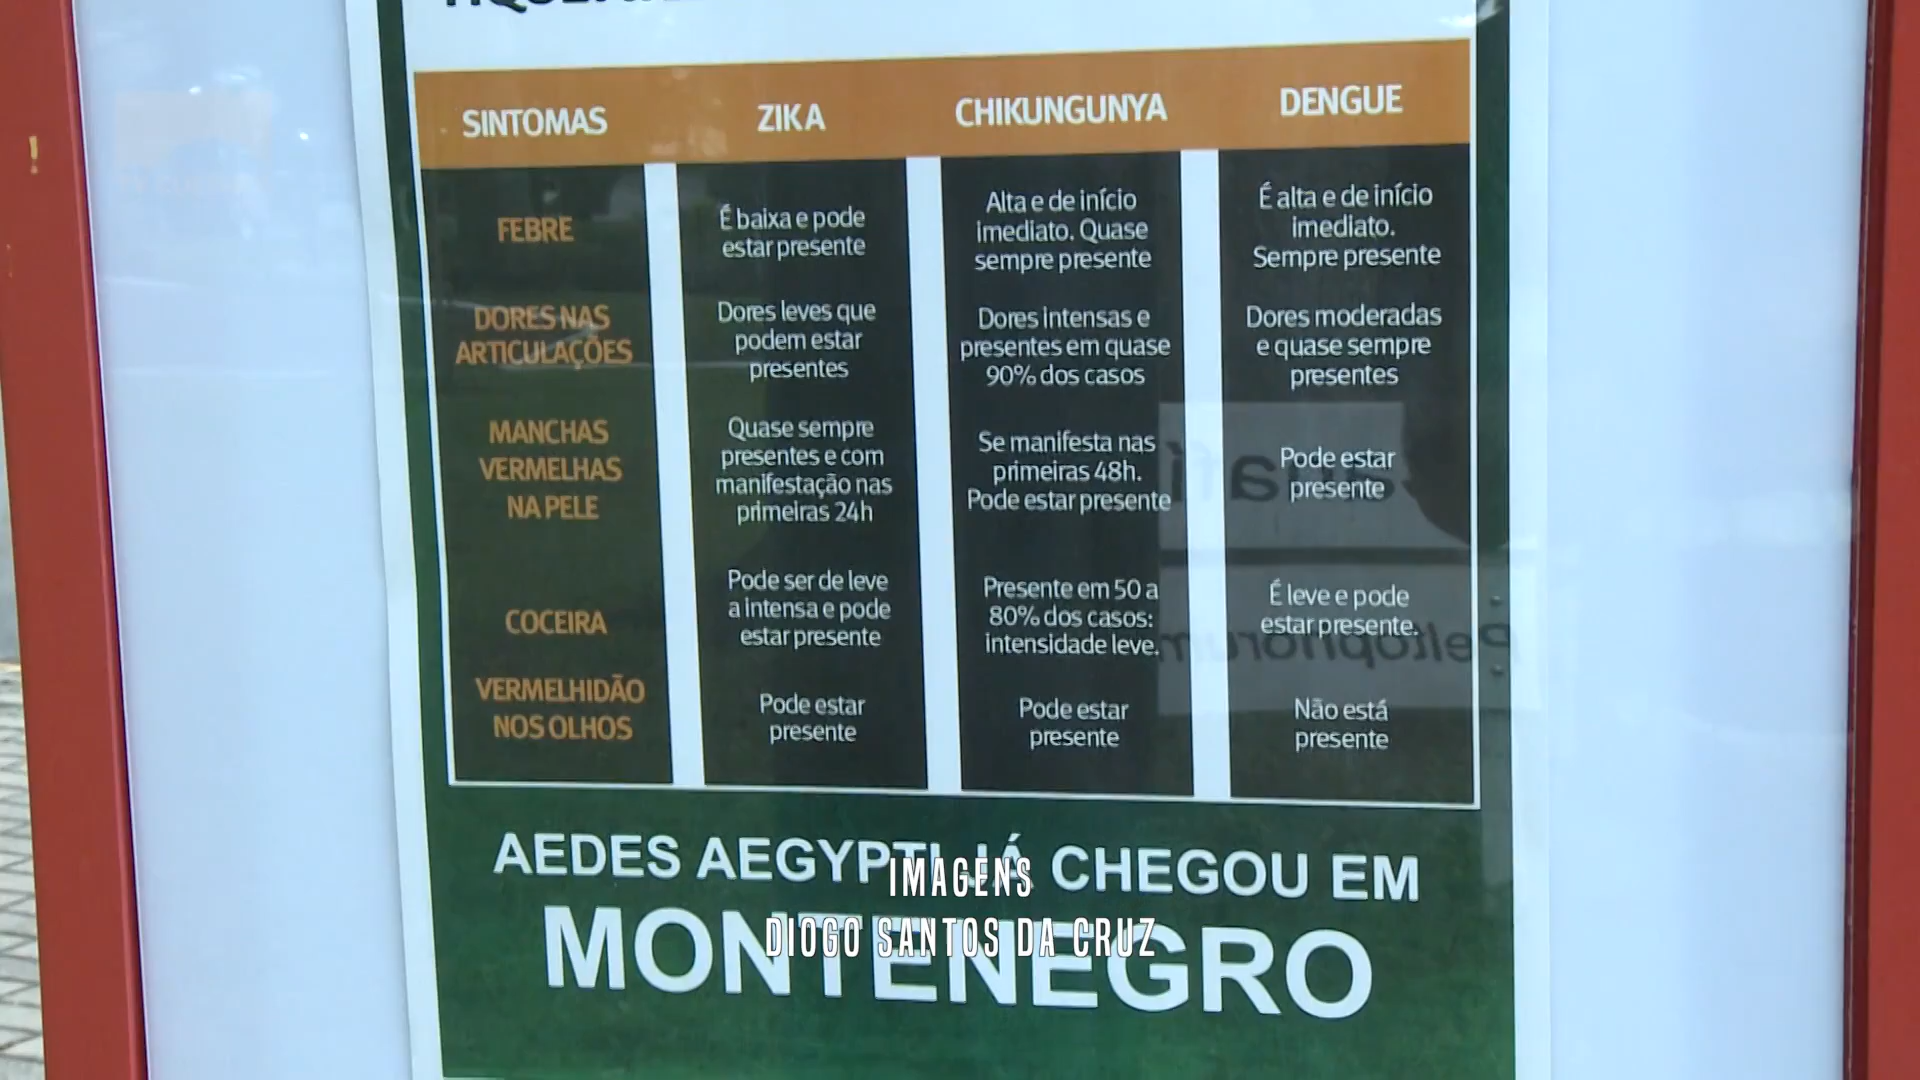 SINTOMAS ZIKA CHIKUNGUNYA DENGUE
FEBRE
É baixa e pode
estar presente
Alta e de início
imediato. Quase
sempre presente
É alta e de início
imediato.
Sempre presente
DORES NAS
ARTICULAÇÕES
Dores leves que
podem estar
presentes
Dores intensas e
presentes em quase
90% dos casos
Dores moderadas
e quase sempre
presentes
MANCHAS
VERMELHAS
NA PELE
Quase sempre
presentes e com
manifestação nas
primeiras 24h
Se manifesta nas
primeiras 48h.
Pode estar presente
Pode estar
presente
COCEIRA
Pode ser de leve
a intensa e pode
estar presente
Presente em 50 a
80% dos casos:
intensidade leve.
É leve e pode
estar presente.
VERMELHIDÃO
NOS OLHOS
Pode estar
presente
Pode estar
presente
Não está
presente
AEDES AEGYPTI JÁ CHEGOU EM
MONTENEGRO
IMAGENS
DIOGO SANTOS DA CRUZ